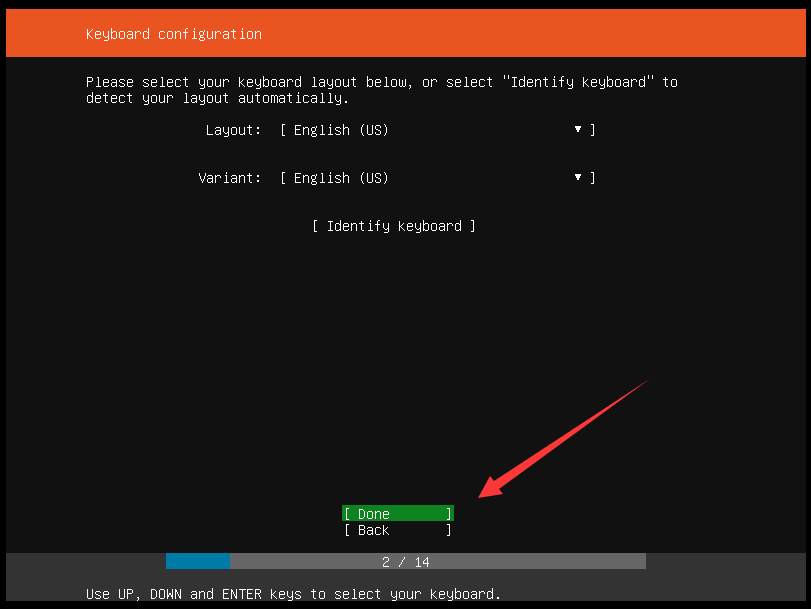 Keyboard configuration
Please select your keyboard layout below, or select "Identify keyboard" to
detect your layout automatically.
Layout: [ English (US) ▼ ]
Variant: [ English (US) ▼ ]
[ Identify keyboard ]
[ Done ]
[ Back ]
2 / 14
Use UP, DOWN and ENTER keys to select your keyboard.